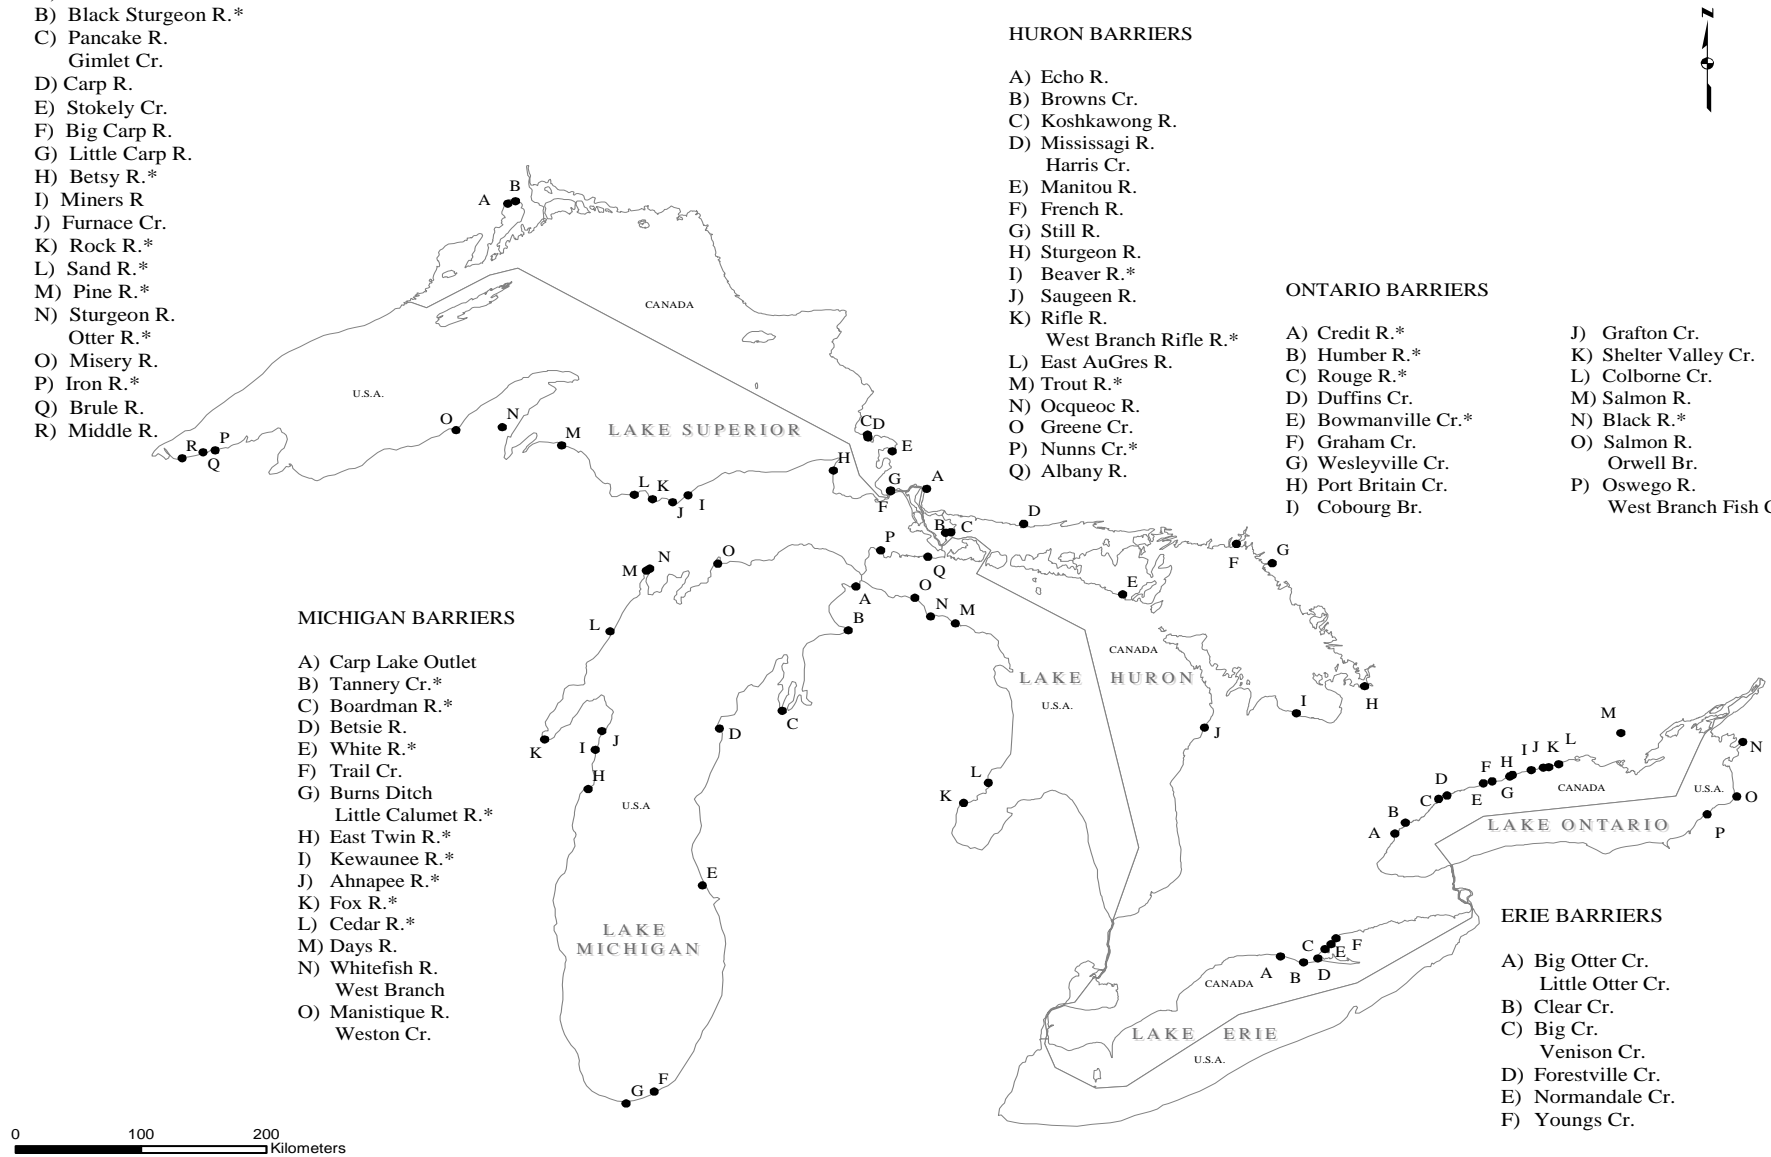 B) Black Sturgeon R.*
C) Pancake R.
Gimlet Cr.
D) Carp R.
E) Stokely Cr.
F) Big Carp R.
G) Little Carp R.
H) Betsy R.*
I) Miners R
J) Furnace Cr.
K) Rock R.*
L) Sand R.*
M) Pine R.*
N) Sturgeon R.
Otter R.*
O) Misery R.
P) Iron R.*
Q) Brule R.
R) Middle R.
HURON BARRIERS
A) Echo R.
B) Browns Cr.
C) Koshkawong R.
D) Mississagi R.
Harris Cr.
E) Manitou R.
F) French R.
G) Still R.
H) Sturgeon R.
I) Beaver R.*
J) Saugeen R.
K) Rifle R.
West Branch Rifle R.*
L) East AuGres R.
M) Trout R.*
N) Ocqueoc R.
O Greene Cr.
P) Nunns Cr.*
Q) Albany R.
N
ONTARIO BARRIERS
A) Credit R.*
B) Humber R.*
C) Rouge R.*
D) Duffins Cr.
E) Bowmanville Cr.*
F) Graham Cr.
G) Wesleyville Cr.
H) Port Britain Cr.
I) Cobourg Br.
J) Grafton Cr.
K) Shelter Valley Cr.
L) Colborne Cr.
M) Salmon R.
N) Black R.*
O) Salmon R.
Orwell Br.
P) Oswego R.
West Branch Fish C
MICHIGAN BARRIERS
A) Carp Lake Outlet
B) Tannery Cr.*
C) Boardman R.*
D) Betsie R.
E) White R.*
F) Trail Cr.
G) Burns Ditch
Little Calumet R.*
H) East Twin R.*
I) Kewaunee R.*
J) Ahnapee R.*
K) Fox R.*
L) Cedar R.*
M) Days R.
N) Whitefish R.
West Branch
O) Manistique R.
Weston Cr.
ERIE BARRIERS
A) Big Otter Cr.
Little Otter Cr.
B) Clear Cr.
C) Big Cr.
Venison Cr.
D) Forestville Cr.
E) Normandale Cr.
F) Youngs Cr.
A
B
CANADA
U.S.A.
LAKE SUPERIOR
R
Q
P
O
N
M
L
K
J
I
H
C
D
E
G
F
A
B
C
D
E
F
G
H
I
J
K
L
M
N
O
P
Q
CANADA
LAKE HURON
U.S.A.
A
B
C
D
E
F
G
H
I
J
K
L
M
N
O
U.S.A
LAKE
MICHIGAN
A
B
C
D
E
F
G
H
I
J
K
L
M
N
O
P
CANADA
U.S.A.
LAKE ONTARIO
A
B
C
D
E
F
CANADA
LAKE ERIE
U.S.A.
0 100 200
Kilometers